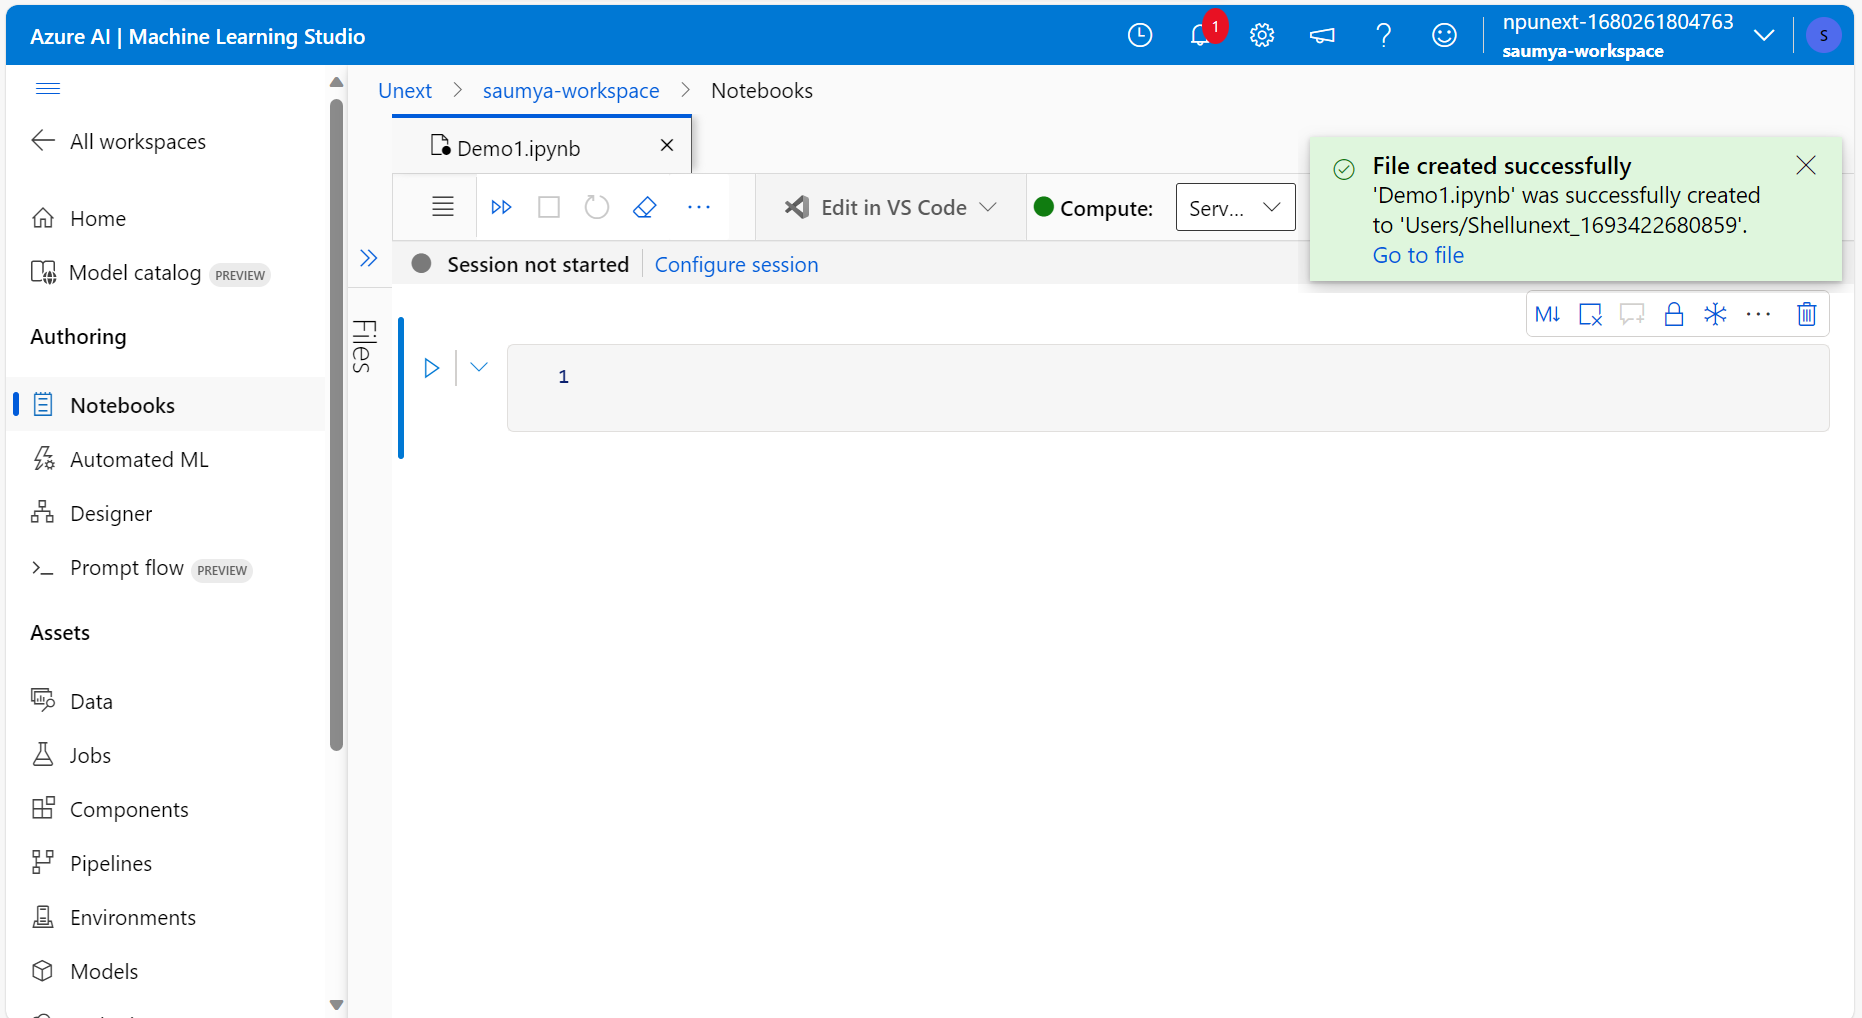 Azure AI | Machine Learning Studio
1
npunext-1680261804763
saumya-workspace
S
All workspaces
Home
Model catalog PREVIEW
Authoring
Notebooks
Automated ML
Designer
Prompt flow PREVIEW
Assets
Data
Jobs
Components
Pipelines
Environments
Models
Unext > saumya-workspace > Notebooks
Demo1.ipynb
Edit in VS Code
Compute:
Serv...
File created successfully
'Demo1.ipynb' was successfully created
to 'Users/Shellunext_1693422680859'.
Go to file
Session not started
Configure session
Files
M↓
1